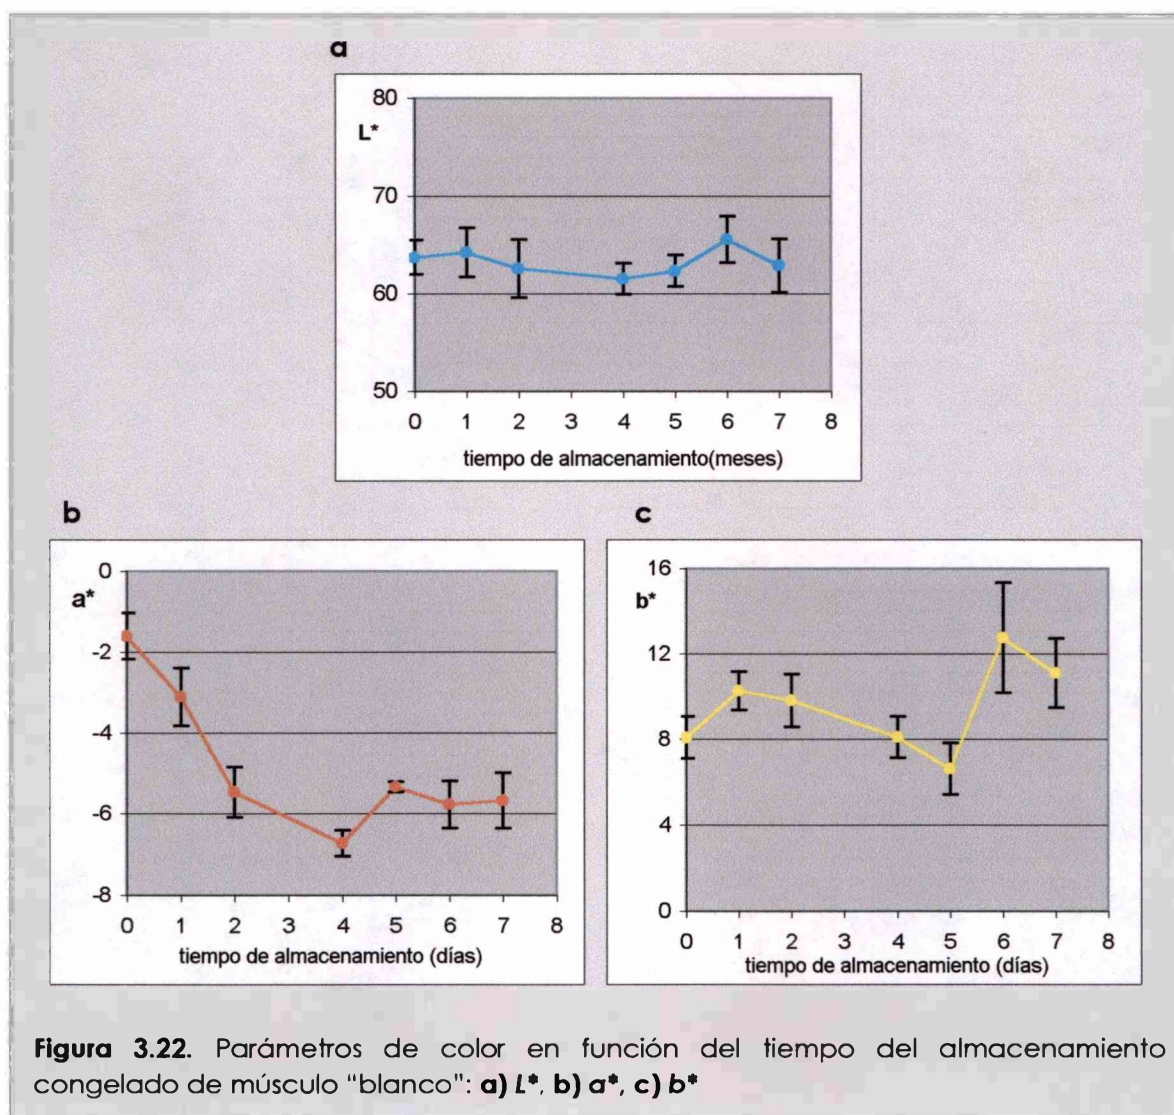 a
80
L*
70
60
50
0 1 2 3 4 5 6 7 8
tiempo de almacenamiento(meses)
b
0
a*
-2
-4
-6
-8
0 1 2 3 4 5 6 7 8
tiempo de almacenamiento (días)
c
16
b*
12
8
4
0
0 1 2 3 4 5 6 7 8
tiempo de almacenamiento (días)
Figura 3.22. Parámetros de color en función del tiempo del almacenamiento
congelado de músculo "blanco": a) L*, b) a*, c) b*